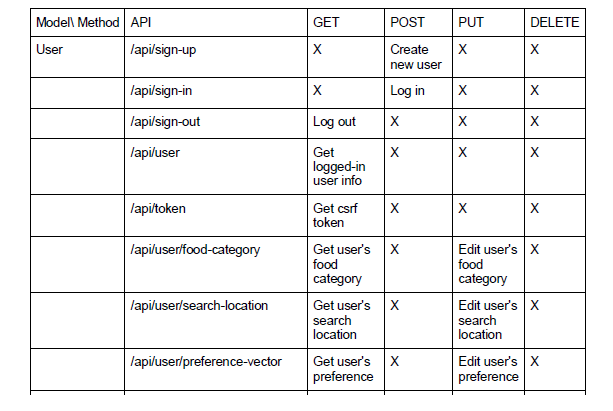 Model\ Method API GET POST PUT DELETE
User /api/sign-up X Create new user X X
/api/sign-in X Log in X X
/api/sign-out Log out X X X
/api/user Get logged-in user info X X X
/api/token Get csrf token X X X
/api/user/food-category Get user's food category X Edit user's food category X
/api/user/search-location Get user's search location X Edit user's search location X
/api/user/preference-vector Get user's preference X Edit user's preference X